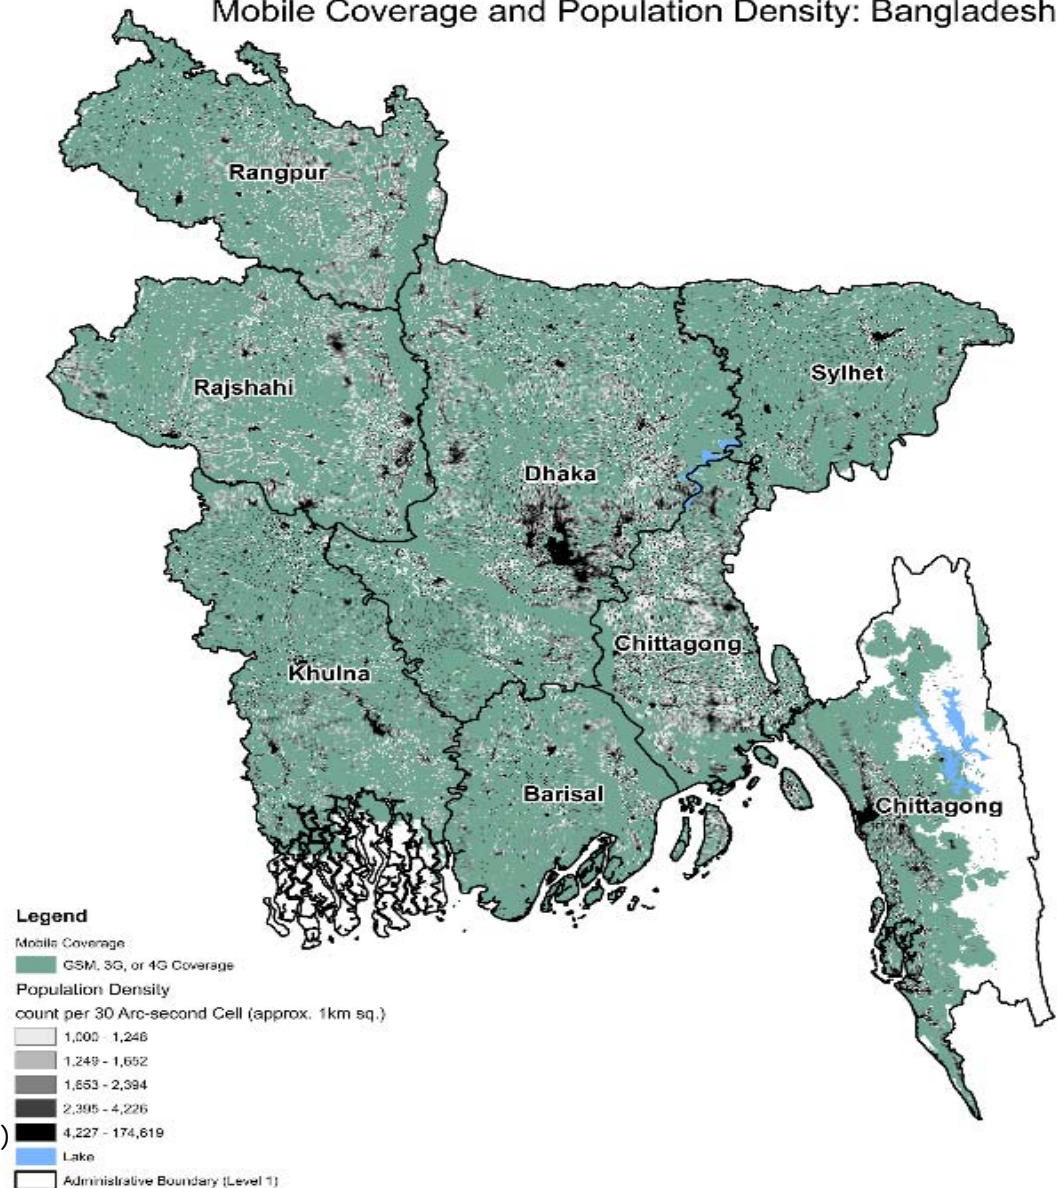 Mobile Coverage and Population Density: Bangladesh
Rangpur
Rajshahi
Sylhet
Dhaka
Khulna
Chittagong
Barisal
Chittagong
Legend
Mobile Coverage
GSM, 3G, or 4G Coverage
Population Density
count per 30 Arc-second Cell (approx. 1km sq.)
1,000 - 1,248
1,249 - 1,652
1,653 - 2,394
2,395 - 4,226
)
4,227 - 174,619
Lake
Administrative Boundary (Level 1)